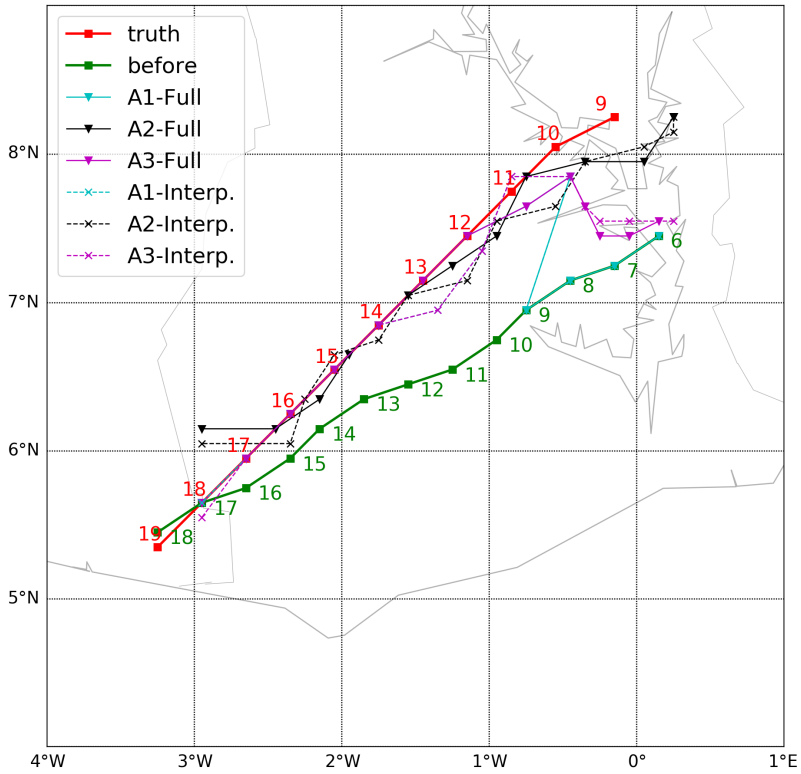 truth
before
A1-Full
A2-Full
A3-Full
A1-Interp.
A2-Interp.
A3-Interp.
9
10
11
12
13
14
15
16
17
18
19
6
7
8
9
10
11
12
13
14
15
16
17
18
8°N
7°N
6°N
5°N
4°W 3°W 2°W 1°W 0° 1°E